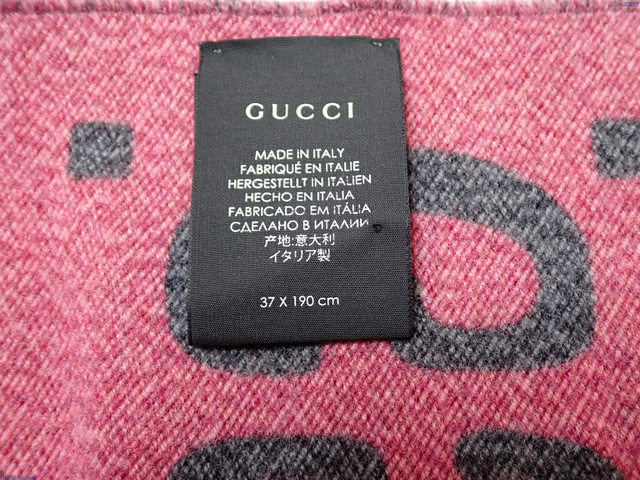 GUCCI
MADE IN ITALY
FABRIQUÉ EN ITALIE
HERGESTELLT IN ITALIEN
HECHO EN ITALIA
FABRICADO EM ITÁLIA
СДЕЛАНО В ИТАЛИИ
产地:意大利
イタリア製
37 X 190 cm